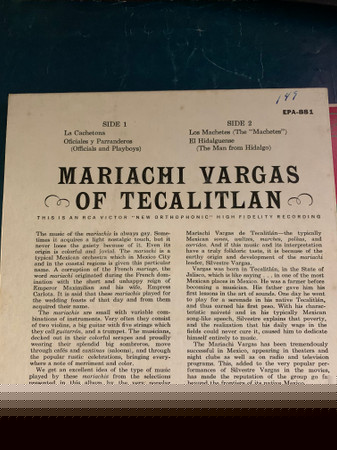 149
EPA-881
SIDE 1
La Cachetona
Oficiales y Parranderos
(Officials and Playboys)
SIDE 2
Los Machetes (The "Machetes")
El Hidalguense
(The Man from Hidalgo)
MARIACHI VARGAS
OF TECALITLAN
THIS IS AN RCA VICTOR "NEW ORTHOPHONIC" HIGH FIDELITY RECORDING
The music of the mariachi is always gay. Some-
times it acquires a light nostalgic touch, but it
never loses the gaiety because of it. Even its
origin is colorful and jovial. The mariachi is a
typical Mexican orchestra which in Mexico City
and in the coastal regions is given this particular
name. A corruption of the French mariage, the
word mariachi originated during the French dom-
ination with the short and unhappy reign of
Emperor Maximilian and his wife, Empress
Carlota. It is said that these mariachis played for
the wedding feasts of that day and from them
acquired their name.
The mariachis are small with variable com-
binations of instruments. Very often they consist
of two violins, a big guitar with five strings which
they call guitarrón, and a trumpet. The musicians,
decked out in their colorful serapes and proudly
wearing their splendid big sombreros, move
through cafés and cantinas
and through
the popular rustic celebrations, bringing every-
where a note of merriment and color.
We get an excellent idea of the type of music
played by these mariachis from the selections
presented in this album by the very popular
Mariachi Vargas de Tecalitlan—the typically
Mexican sones, waltzes, marches, polkas, and
corridos. And if this music and the interpretation
have a truly folkloric taste, it is because of the
worthy origin and development of the mariachi
leader, Silvestre Vargas.
Vargas was born in Tecalitlán, in the State of
Jalisco, which is like saying . . . in one of the most
Mexican places in Mexico. He was a farmer before
becoming a musician. His father gave him his
first lessons in the art of sounds. One day he went
to play for a serenade in his native Tecalitlán,
and thus earned his first peso. With his charac-
teristic naiveté and in his typically Mexican
song-like speech, Silvestre explains that poverty,
and the realization that his daily wage in the
fields could never cure it, caused him to dedicate
himself entirely to music.
The Mariachi Vargas has been tremendously
successful in Mexico, appearing in theaters and
night clubs as well as on radio and television
programs. This, added to the very popular per-
formances of Silvestre Vargas in the movies,
has made the reputation of the group go far
beyond the frontiers of its native Mexico.